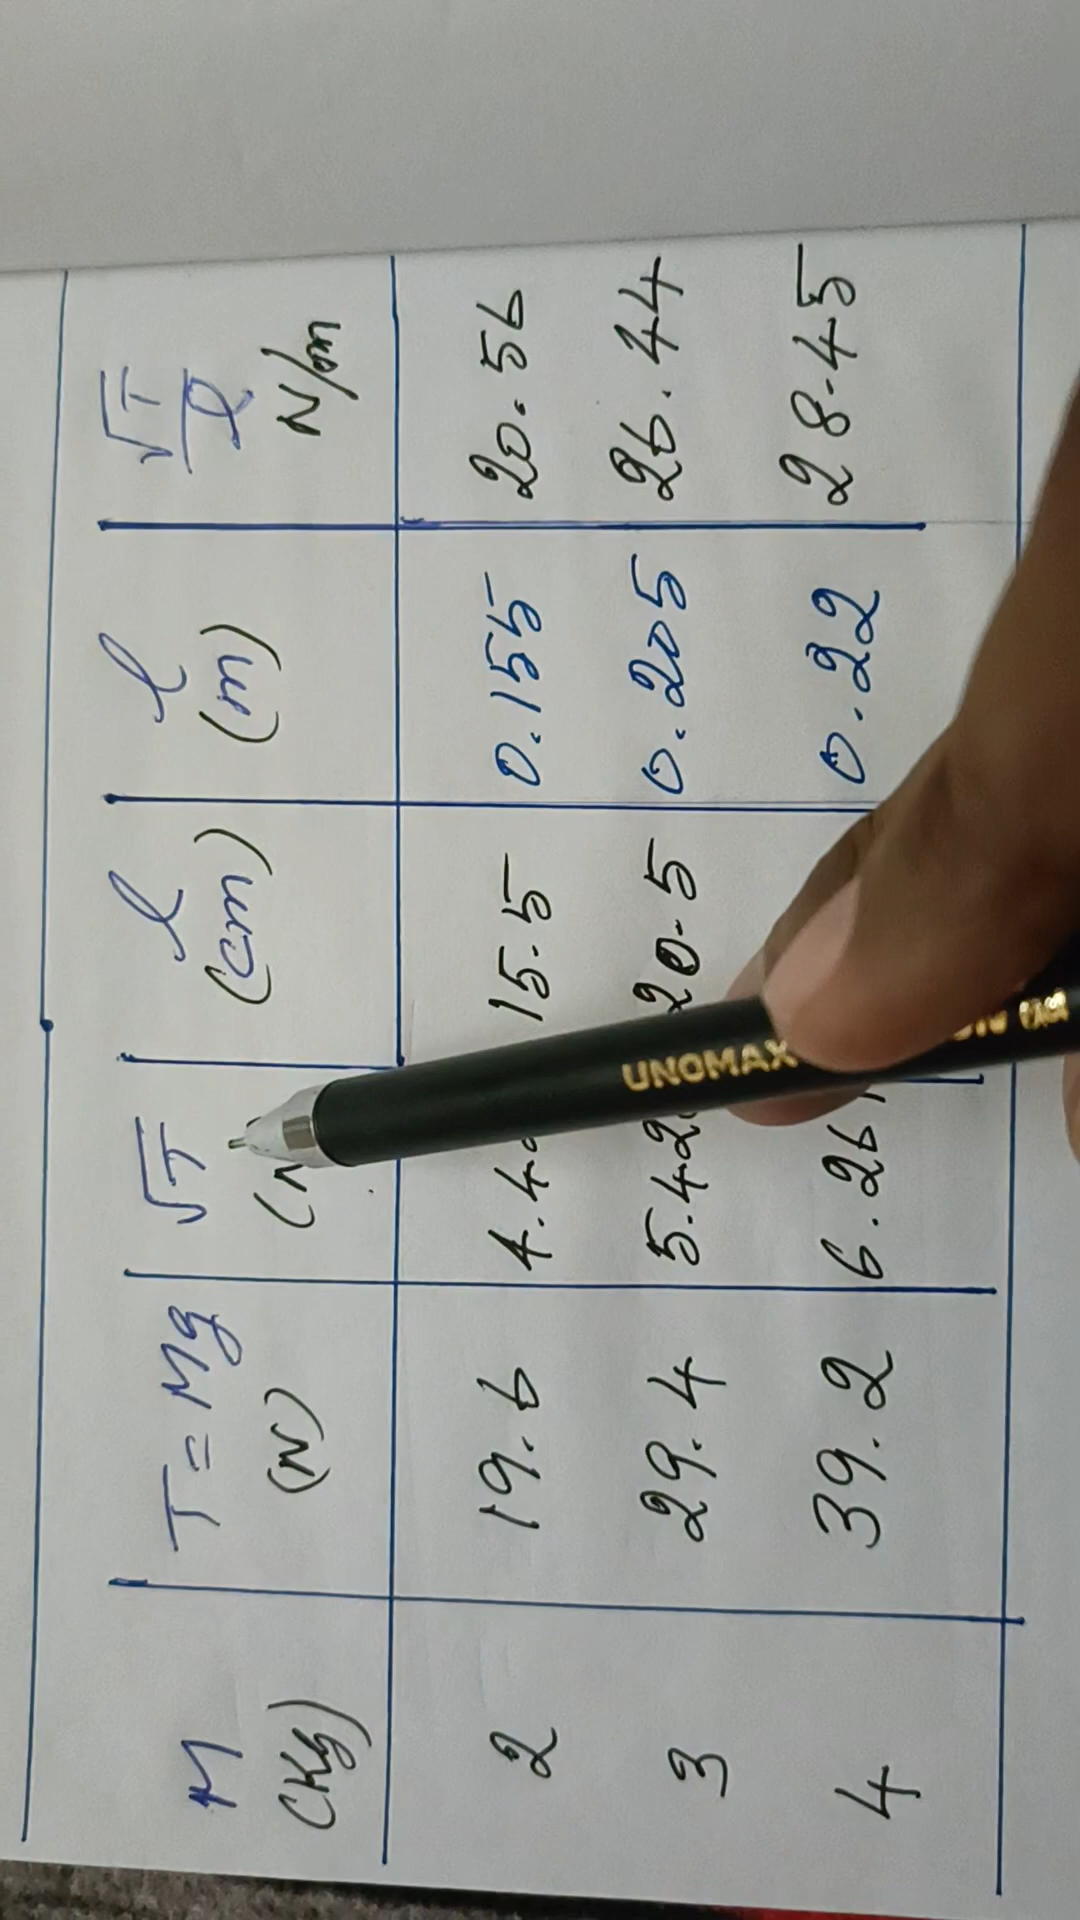 M T=Mg √T l l √T/l
(Kg) (N) (cm) (m) N/m
2 19.6 15.5 0.155 20.56
3 29.4 5.42 20.5 0.205 26.44
4 39.2 6.261 0.22 28.45
UNOMAX